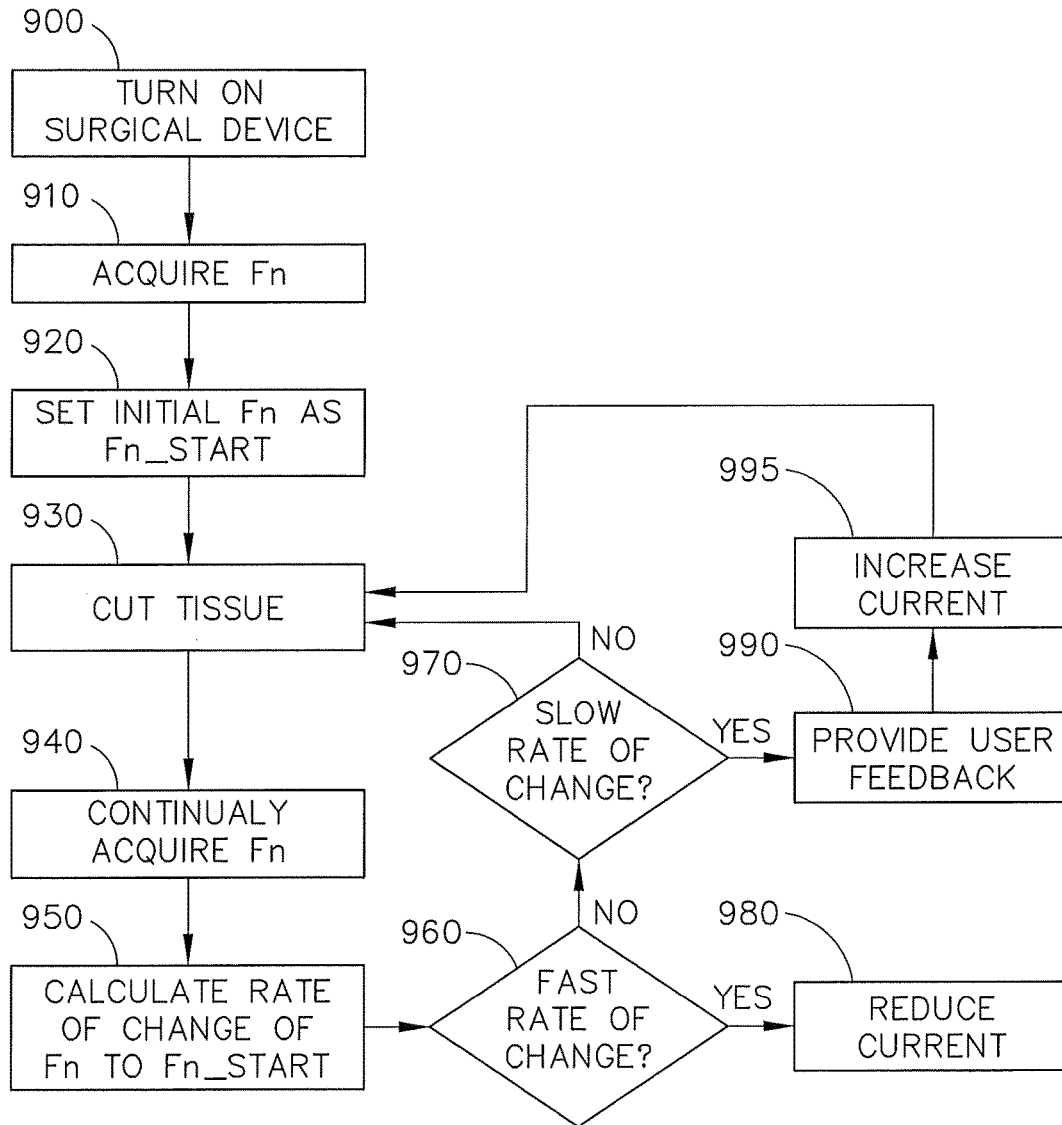 900
TURN ON
SURGICAL DEVICE
910
ACQUIRE Fn
920
SET INITIAL Fn AS
Fn_START
930
CUT TISSUE
940
CONTINUALY
ACQUIRE Fn
950
CALCULATE RATE
OF CHANGE OF
Fn TO Fn_START
960
FAST
RATE OF
CHANGE?
YES
980
REDUCE
CURRENT
NO
970
SLOW
RATE OF
CHANGE?
NO
YES
990
PROVIDE USER
FEEDBACK
995
INCREASE
CURRENT